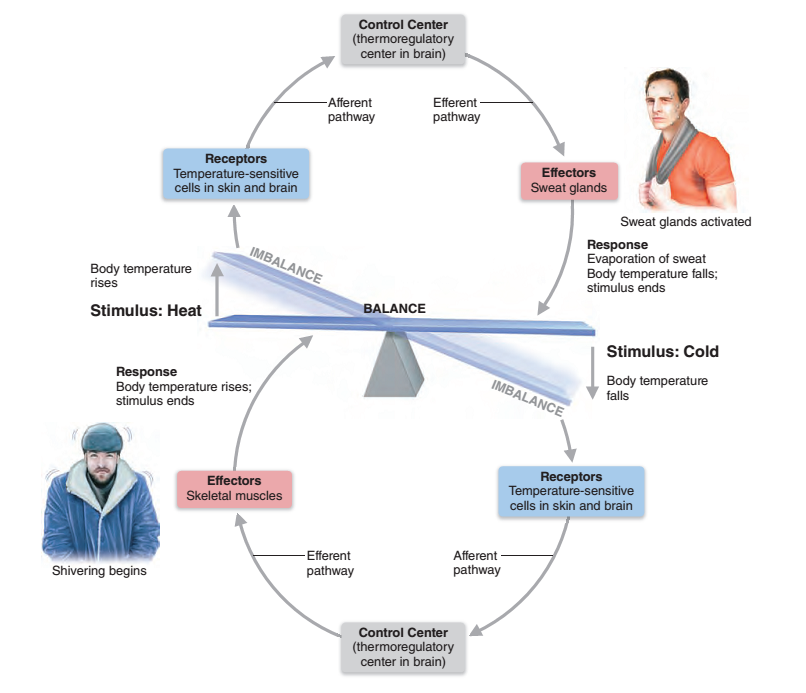 Control Center
(thermoregulatory
center in brain)
Afferent
pathway
Efferent
pathway
Receptors
Temperature-sensitive
cells in skin and brain
Effectors
Sweat glands
Sweat glands activated
Response
Evaporation of sweat
Body temperature falls;
stimulus ends
IMBALANCE
Body temperature
rises
Stimulus: Heat
BALANCE
Stimulus: Cold
Body temperature
falls
IMBALANCE
Response
Body temperature rises;
stimulus ends
Effectors
Skeletal muscles
Receptors
Temperature-sensitive
cells in skin and brain
Shivering begins
Efferent
pathway
Afferent
pathway
Control Center
(thermoregulatory
center in brain)